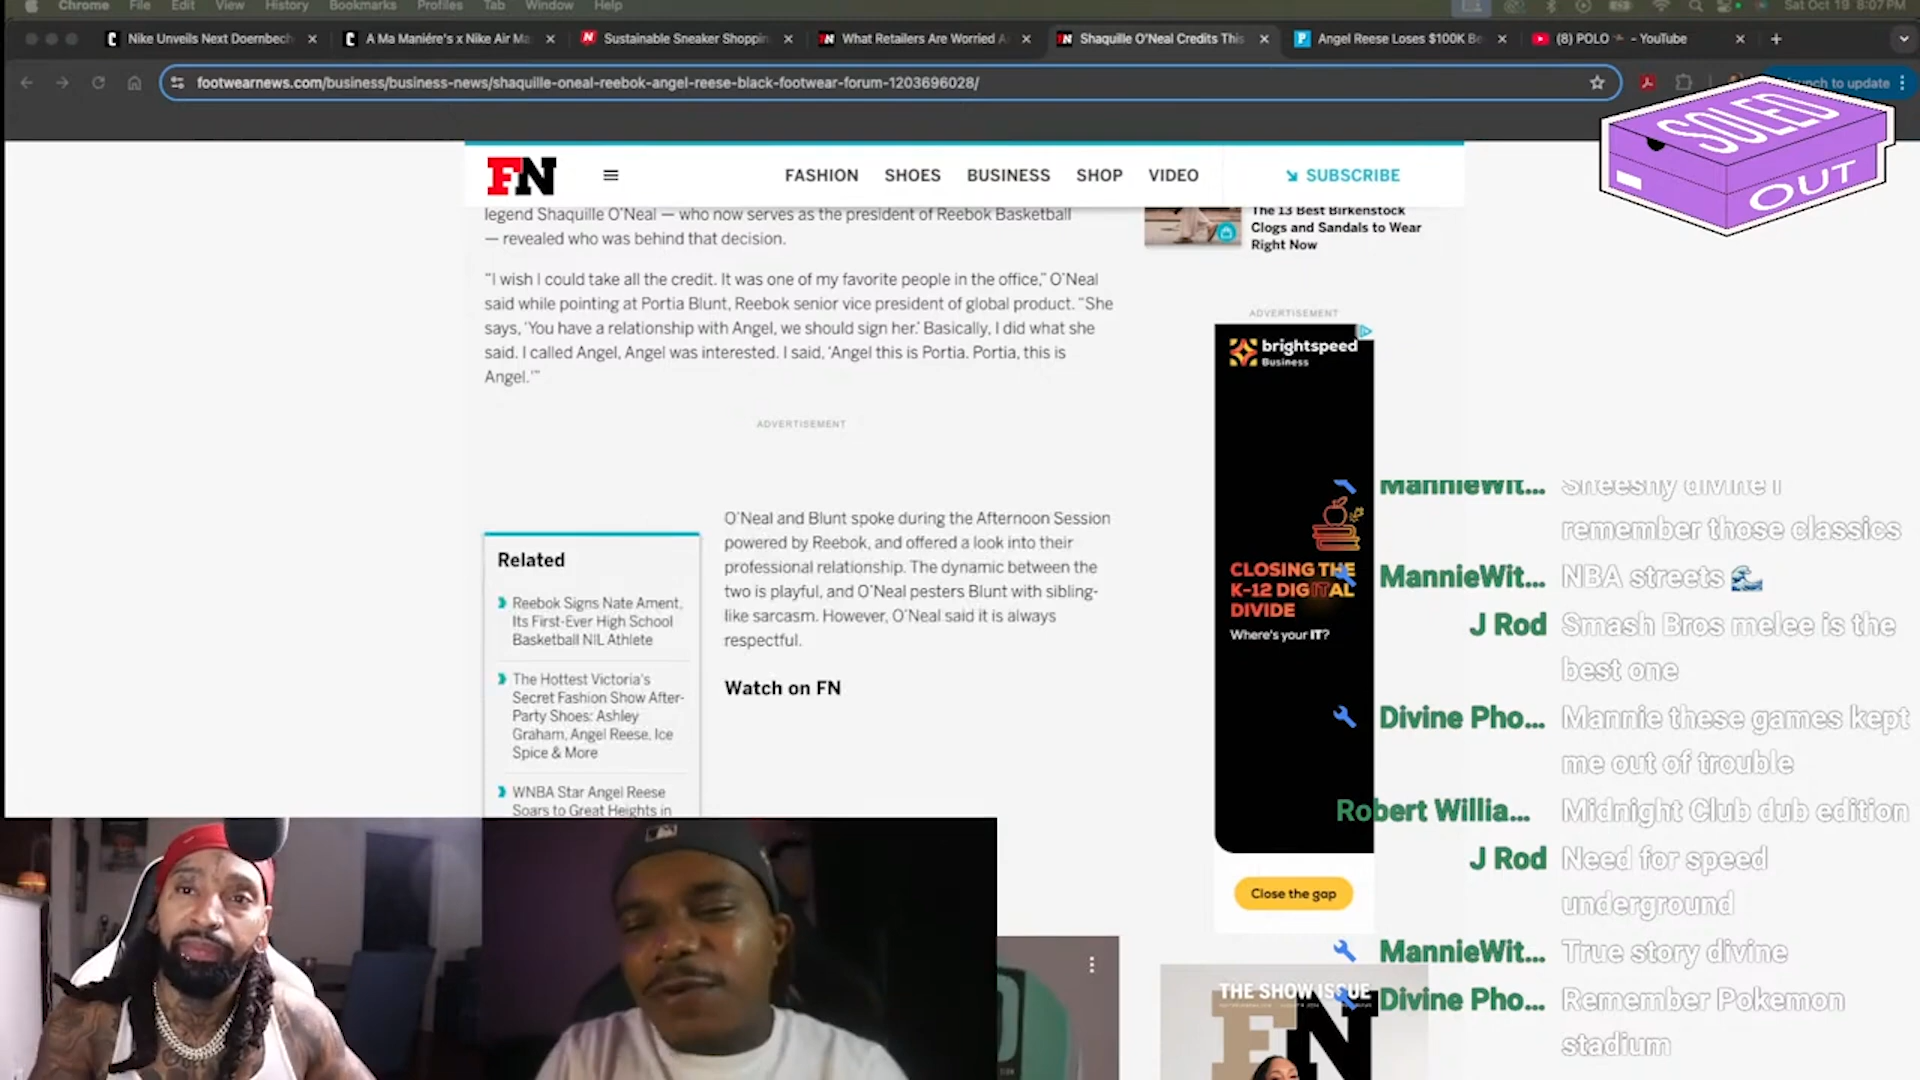 Chrome File Edit View History Bookmarks Profiles Tab Window Help Sat Oct 19 8:07 PM
Nike Unveils Next Doernbech
A Ma Maniére's x Nike Air Ma
Sustainable Sneaker Shoppin
What Retailers Are Worried A
Shaquille O'Neal Credits This
Angel Reese Loses $100K Be
(8) POLO - YouTube
footwearnews.com/business/business-news/shaquille-oneal-reebok-angel-reese-black-footwear-forum-1203696028/
to update
SOLED
OUT
FN
FASHION SHOES BUSINESS SHOP VIDEO SUBSCRIBE
legend Shaquille O'Neal — who now serves as the president of Reebok Basketball
— revealed who was behind that decision.
"I wish I could take all the credit. It was one of my favorite people in the office," O'Neal
said while pointing at Portia Blunt, Reebok senior vice president of global product. "She
says, 'You have a relationship with Angel, we should sign her.' Basically, I did what she
said. I called Angel, Angel was interested. I said, 'Angel this is Portia. Portia, this is
Angel.'"
ADVERTISEMENT
O'Neal and Blunt spoke during the Afternoon Session
powered by Reebok, and offered a look into their
professional relationship. The dynamic between the
two is playful, and O'Neal pesters Blunt with sibling-
like sarcasm. However, O'Neal said it is always
respectful.
Watch on FN
Related
Reebok Signs Nate Ament,
Its First-Ever High School
Basketball NIL Athlete
The Hottest Victoria's
Secret Fashion Show After-
Party Shoes: Ashley
Graham, Angel Reese, Ice
Spice & More
WNBA Star Angel Reese
Soars to Great Heights in
The 13 Best Birkenstock
Clogs and Sandals to Wear
Right Now
ADVERTISEMENT
brightspeed
Business
CLOSING THE
K-12 DIGITAL
DIVIDE
Where's your IT?
Close the gap
THE SHOW ISSUE
FN
MannieWit... Sheeshy divine I
remember those classics
MannieWit... NBA streets 🌊
J Rod Smash Bros melee is the
best one
Divine Pho... Mannie these games kept
me out of trouble
Robert Willia... Midnight Club dub edition
J Rod Need for speed
underground
MannieWit... True story divine
Divine Pho... Remember Pokemon
stadium